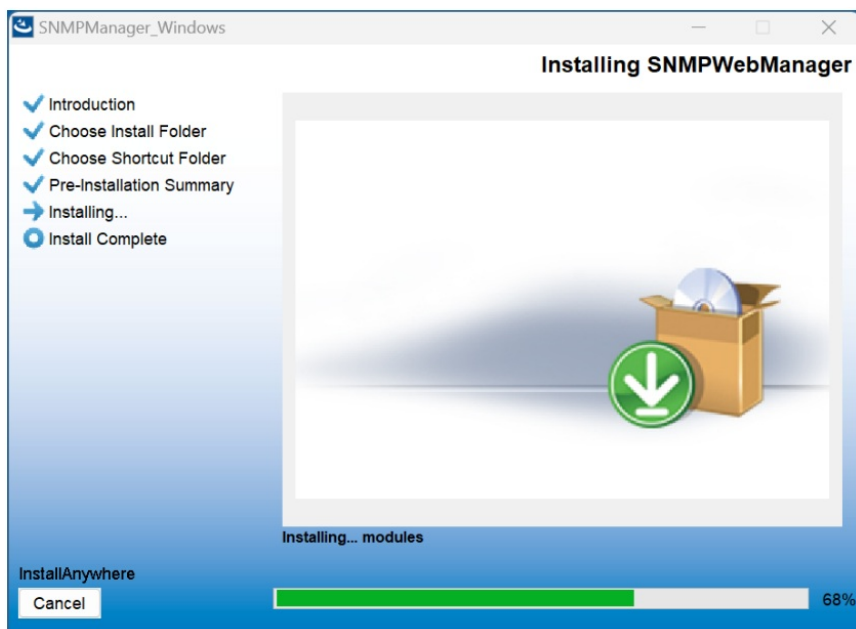 SNMPManager_Windows
Installing SNMPWebManager
Introduction
Choose Install Folder
Choose Shortcut Folder
Pre-Installation Summary
Installing...
Install Complete
Installing... modules
InstallAnywhere
Cancel
68%